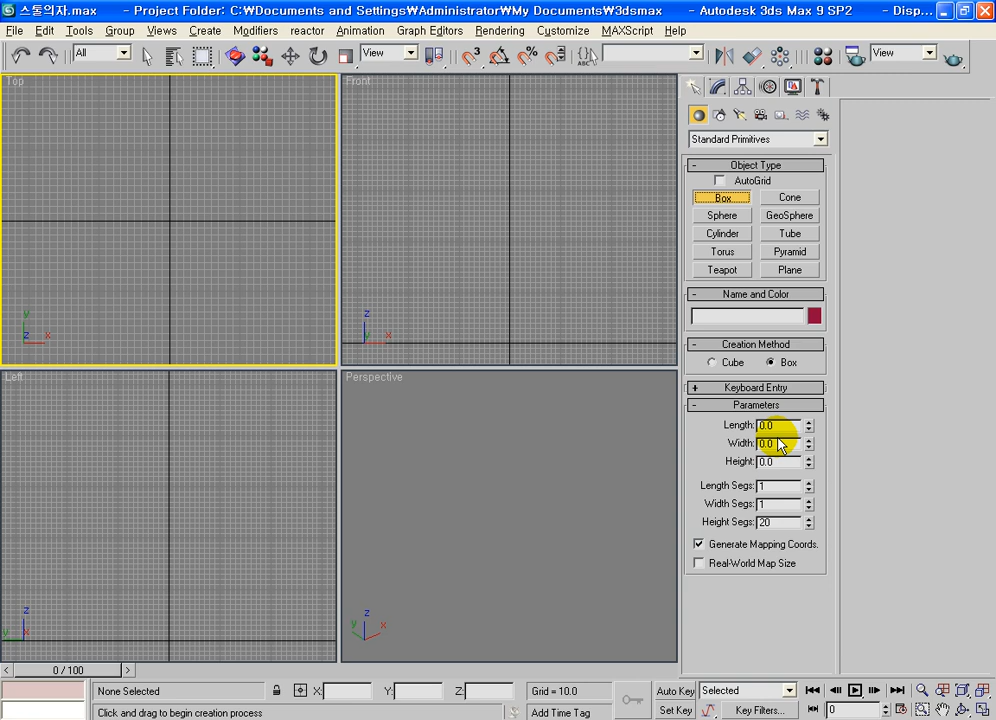 스툴의자.max - Project Folder: C:₩Documents and Settings₩Administrator₩My Documents₩3dsmax - Autodesk 3ds Max 9 SP2 - Disp...
File Edit Tools Group Views Create Modifiers reactor Animation Graph Editors Rendering Customize MAXScript Help
All View View
Top Front
Standard Primitives
- Object Type
AutoGrid
Box Cone
Sphere GeoSphere
Cylinder Tube
Torus Pyramid
Teapot Plane
- Name and Color
- Creation Method
Cube Box
+ Keyboard Entry
- Parameters
Length: 0.0
Width: 0.0
Height: 0.0
Length Segs: 1
Width Segs: 1
Height Segs: 20
Generate Mapping Coords.
Real-World Map Size
y
z x
z
y x
Left Perspective
z
y x
z
y x
< 0 / 100 >
None Selected X: Y: Z: Grid = 10.0 Auto Key Selected
Click and drag to begin creation process Add Time Tag Set Key Key Filters... 0